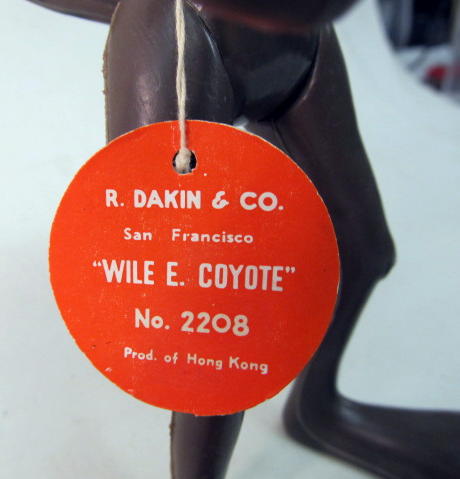 R. DAKIN & CO.
San Francisco
"WILE E. COYOTE"
No. 2208
Prod. of Hong Kong